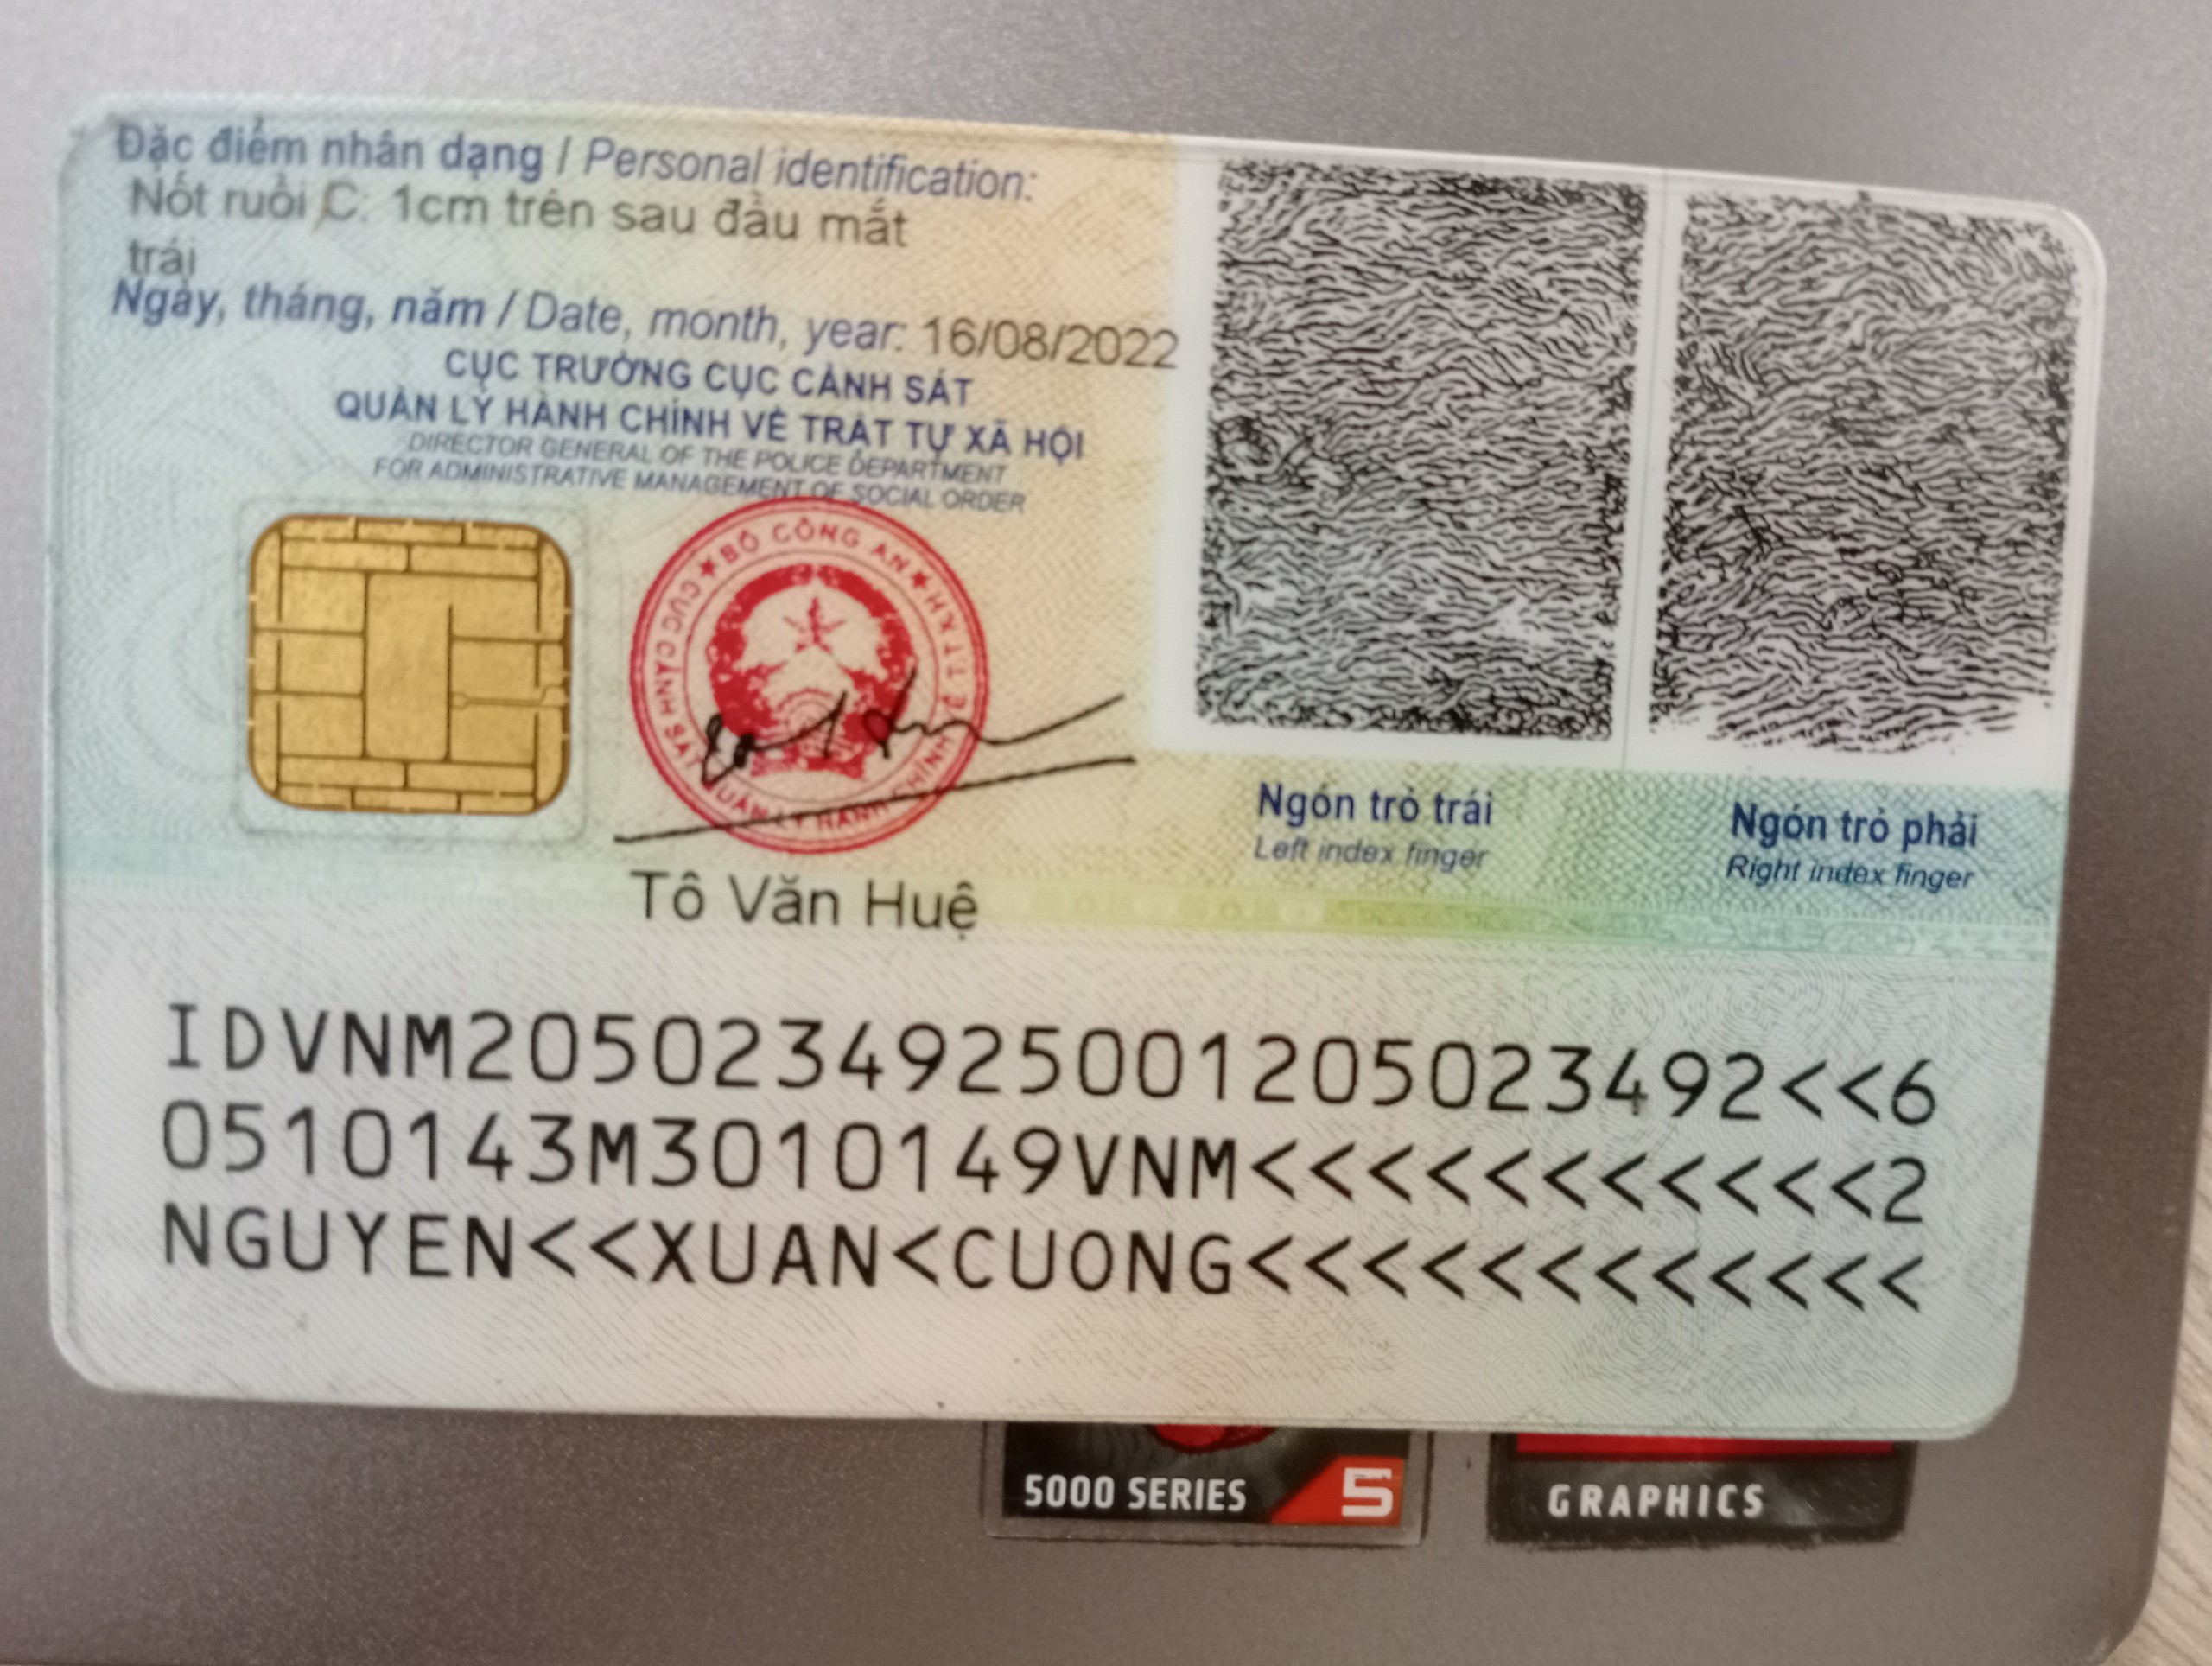 Đặc điểm nhân dạng / Personal identification:
Nốt ruồi C: 1cm trên sau đầu mắt
trái
Ngày, tháng, năm / Date, month, year: 16/08/2022
CỤC TRƯỞNG CỤC CẢNH SÁT
QUẢN LÝ HÀNH CHÍNH VỀ TRẬT TỰ XÃ HỘI
DIRECTOR GENERAL OF THE POLICE DEPARTMENT
FOR ADMINISTRATIVE MANAGEMENT OF SOCIAL ORDER
BỘ CÔNG AN
CỤC CẢNH SÁT QUẢN LÝ HÀNH CHÍNH VỀ TTXH
Tô Văn Huệ
Ngón trỏ trái
Left index finger
Ngón trỏ phải
Right index finger
IDVNM2050234925001205023492<<6
0510143M3010149VNM<<<<<<<<<<<2
NGUYEN<<XUAN<CUONG<<<<<<<<<<<<
5000 SERIES 5
GRAPHICS